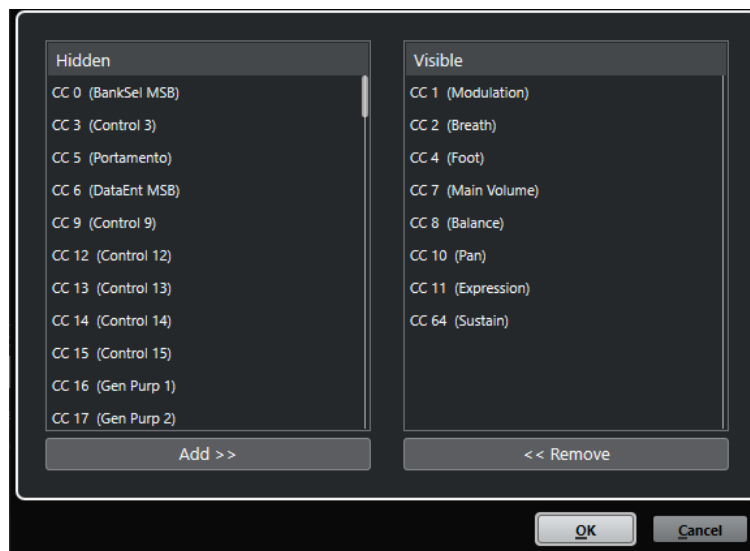 Hidden
CC 0 (BankSel MSB)
CC 3 (Control 3)
CC 5 (Portamento)
CC 6 (DataEnt MSB)
CC 9 (Control 9)
CC 12 (Control 12)
CC 13 (Control 13)
CC 14 (Control 14)
CC 15 (Control 15)
CC 16 (Gen Purp 1)
CC 17 (Gen Purp 2)
Add >>
Visible
CC 1 (Modulation)
CC 2 (Breath)
CC 4 (Foot)
CC 7 (Main Volume)
CC 8 (Balance)
CC 10 (Pan)
CC 11 (Expression)
CC 64 (Sustain)
<< Remove
OK
Cancel